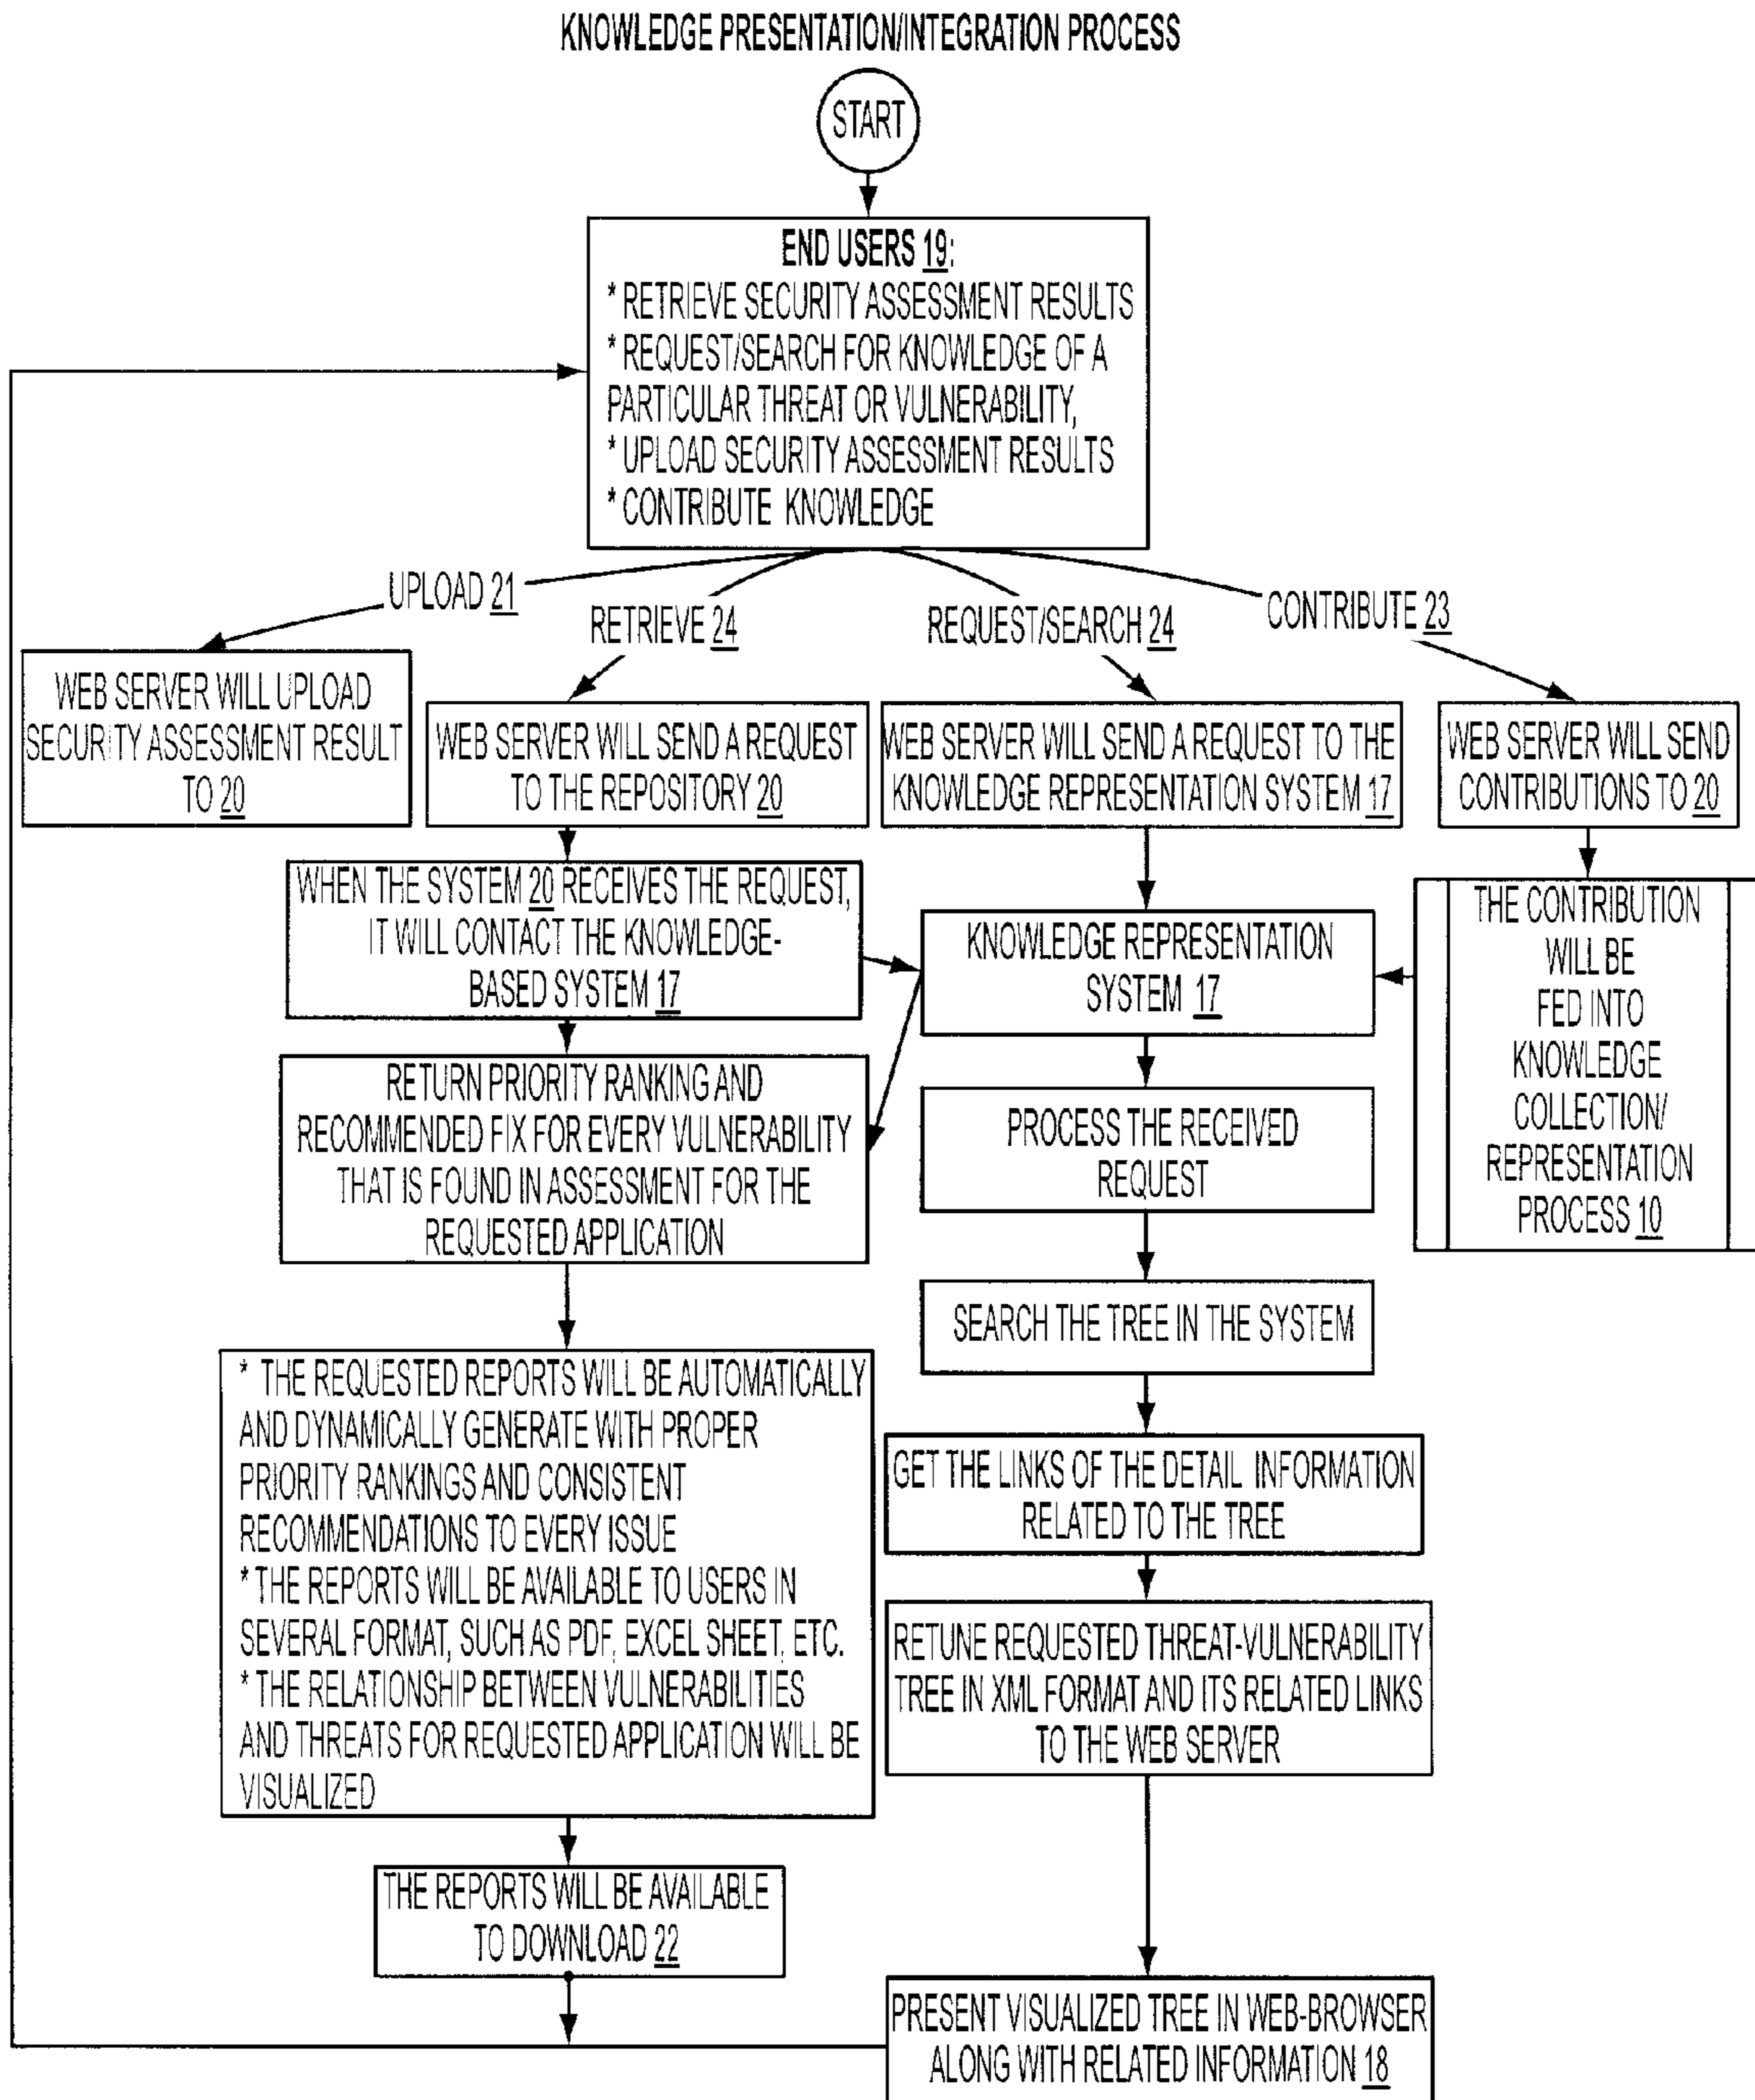 KNOWLEDGE PRESENTATION/INTEGRATION PROCESS
START
END USERS 19:
* RETRIEVE SECURITY ASSESSMENT RESULTS
* REQUEST/SEARCH FOR KNOWLEDGE OF A
PARTICULAR THREAT OR VULNERABILITY,
* UPLOAD SECURITY ASSESSMENT RESULTS
* CONTRIBUTE KNOWLEDGE
UPLOAD 21
RETRIEVE 24
REQUEST/SEARCH 24
CONTRIBUTE 23
WEB SERVER WILL UPLOAD
SECURITY ASSESSMENT RESULT
TO 20
WEB SERVER WILL SEND A REQUEST
TO THE REPOSITORY 20
WEB SERVER WILL SEND A REQUEST TO THE
KNOWLEDGE REPRESENTATION SYSTEM 17
WEB SERVER WILL SEND
CONTRIBUTIONS TO 20
WHEN THE SYSTEM 20 RECEIVES THE REQUEST,
IT WILL CONTACT THE KNOWLEDGE-
BASED SYSTEM 17
KNOWLEDGE REPRESENTATION
SYSTEM 17
THE CONTRIBUTION
WILL BE
FED INTO
KNOWLEDGE
COLLECTION/
REPRESENTATION
PROCESS 10
RETURN PRIORITY RANKING AND
RECOMMENDED FIX FOR EVERY VULNERABILITY
THAT IS FOUND IN ASSESSMENT FOR THE
REQUESTED APPLICATION
PROCESS THE RECEIVED
REQUEST
SEARCH THE TREE IN THE SYSTEM
* THE REQUESTED REPORTS WILL BE AUTOMATICALLY
AND DYNAMICALLY GENERATE WITH PROPER
PRIORITY RANKINGS AND CONSISTENT
RECOMMENDATIONS TO EVERY ISSUE
* THE REPORTS WILL BE AVAILABLE TO USERS IN
SEVERAL FORMAT, SUCH AS PDF, EXCEL SHEET, ETC.
* THE RELATIONSHIP BETWEEN VULNERABILITIES
AND THREATS FOR REQUESTED APPLICATION WILL BE
VISUALIZED
GET THE LINKS OF THE DETAIL INFORMATION
RELATED TO THE TREE
RETUNE REQUESTED THREAT-VULNERABILITY
TREE IN XML FORMAT AND ITS RELATED LINKS
TO THE WEB SERVER
THE REPORTS WILL BE AVAILABLE
TO DOWNLOAD 22
PRESENT VISUALIZED TREE IN WEB-BROWSER
ALONG WITH RELATED INFORMATION 18